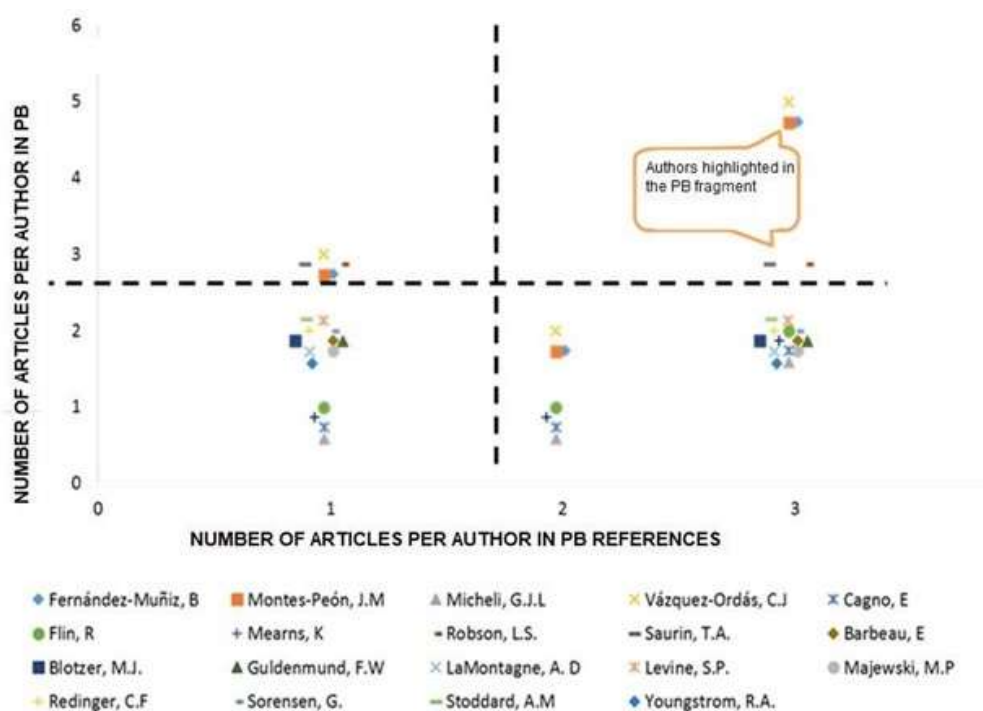 6
5
4
3
2
1
0
NUMBER OF ARTICLES PER AUTHOR IN PB
Authors highlighted in
the PB fragment
0 1 2 3
NUMBER OF ARTICLES PER AUTHOR IN PB REFERENCES
Fernández-Muñiz, B Montes-Peón, J.M Micheli, G.J.L Vázquez-Ordás, C.J Cagno, E
Flin, R Mearns, K Robson, L.S. Saurin, T.A. Barbeau, E
Blotzer, M.J. Guldenmund, F.W LaMontagne, A. D Levine, S.P. Majewski, M.P
Redinger, C.F Sorensen, G. Stoddard, A.M Youngstrom, R.A.